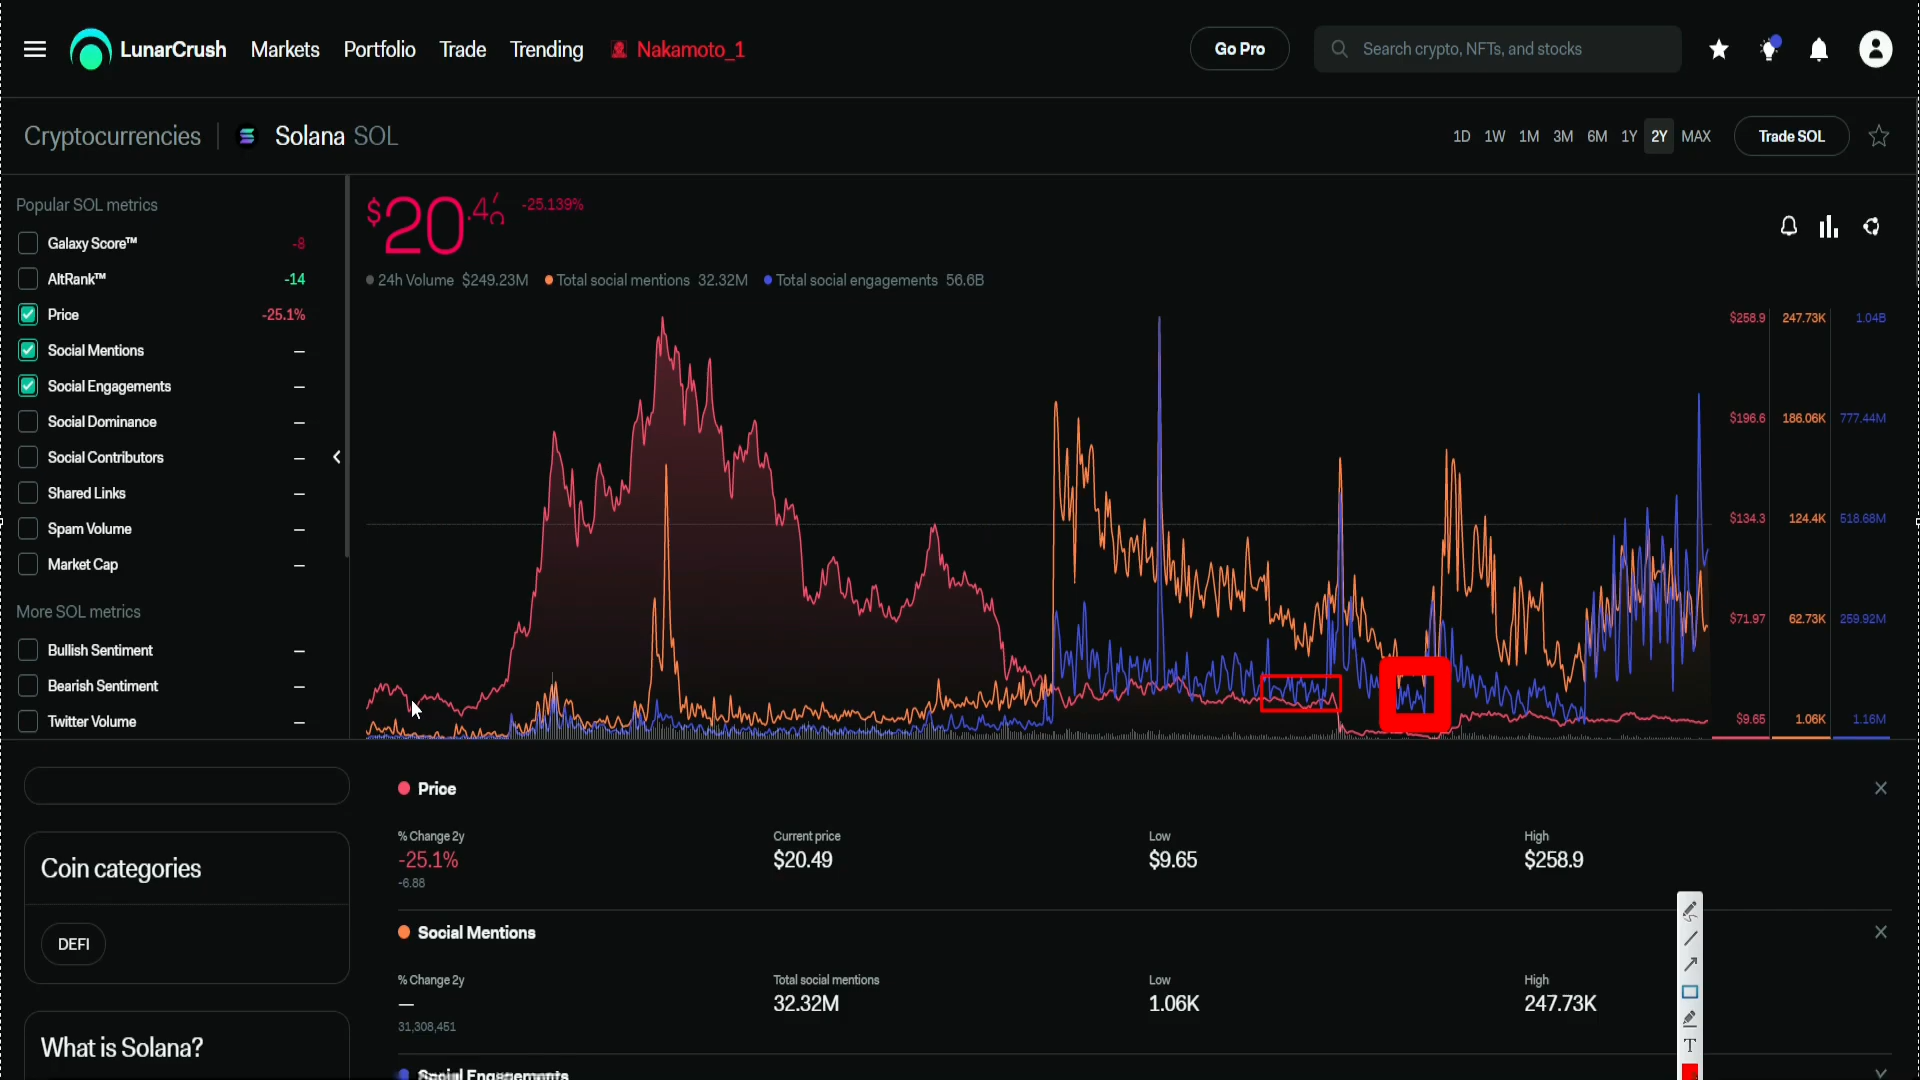 LunarCrush Markets Portfolio Trade Trending Nakamoto_1 Go Pro Search crypto, NFTs, and stocks
Cryptocurrencies Solana SOL 1D 1W 1M 3M 6M 1Y 2Y MAX Trade SOL
Popular SOL metrics
Galaxy Score™ -8
AltRank™ -14
Price -25.1%
Social Mentions —
Social Engagements —
Social Dominance —
Social Contributors —
Shared Links —
Spam Volume —
Market Cap —
More SOL metrics
Bullish Sentiment —
Bearish Sentiment —
Twitter Volume —
$20 -25.139%
24h Volume $249.23M Total social mentions 32.32M Total social engagements 56.6B
$258.9 247.73K 1.04B
$196.6 186.06K 777.44M
$134.3 124.4K 518.68M
$71.97 62.73K 259.92M
$9.65 1.06K 1.16M
Coin categories
DEFI
What is Solana?
Price
% Change 2y Current price Low High
-25.1% $20.49 $9.65 $258.9
-6.88
Social Mentions
% Change 2y Total social mentions Low High
— 32.32M 1.06K 247.73K
31,308,451
Social Engagements
T